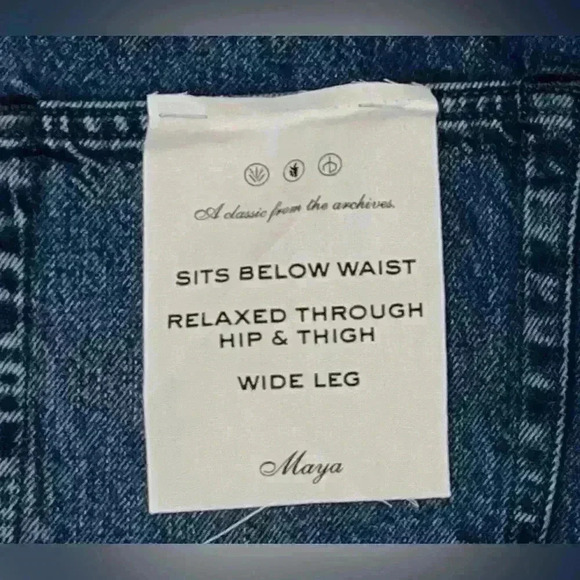 A classic from the archives.
SITS BELOW WAIST
RELAXED THROUGH
HIP & THIGH
WIDE LEG
Maya